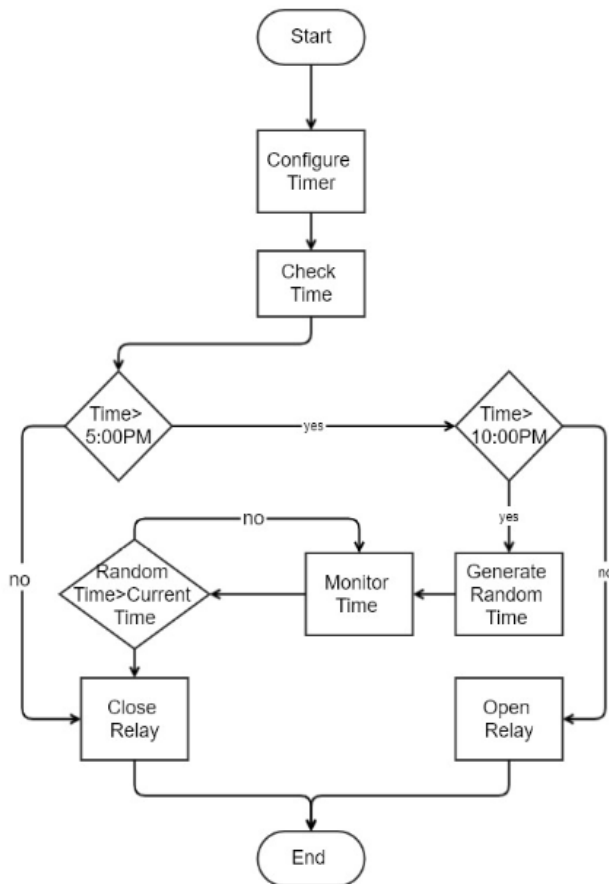 Start
Configure
Timer
Check
Time
Time>
5:00PM
yes
Time>
10:00PM
no
yes
no
Random
Time>Current
Time
Monitor
Time
Generate
Random
Time
no
Close
Relay
Open
Relay
End